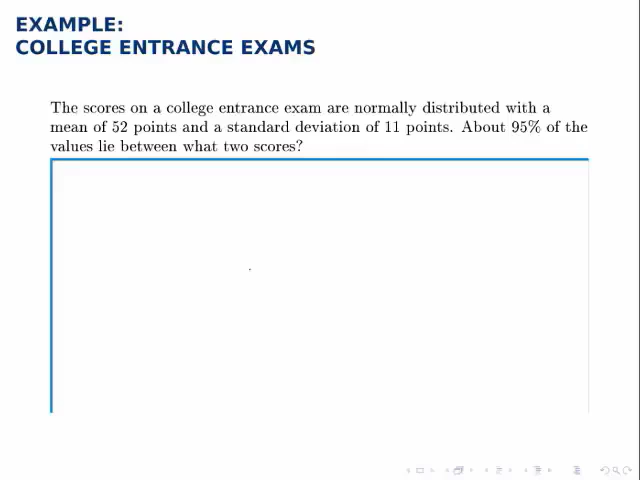 EXAMPLE:
COLLEGE ENTRANCE EXAMS
The scores on a college entrance exam are normally distributed with a
mean of 52 points and a standard deviation of 11 points. About 95% of the
values lie between what two scores?